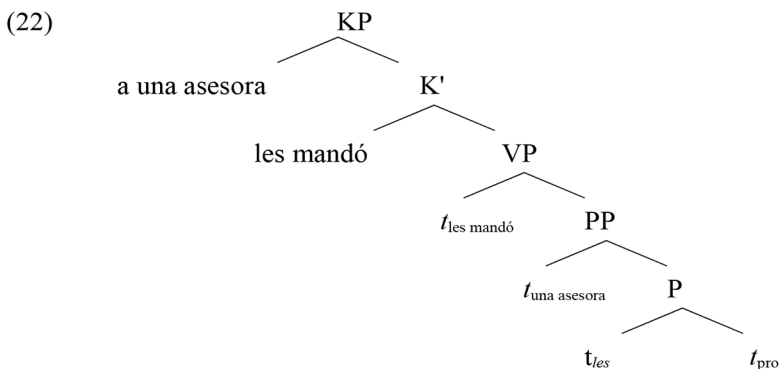 (22) KP
a una asesora K'
les mandó VP
t les mandó PP
t una asesora P
t les t pro